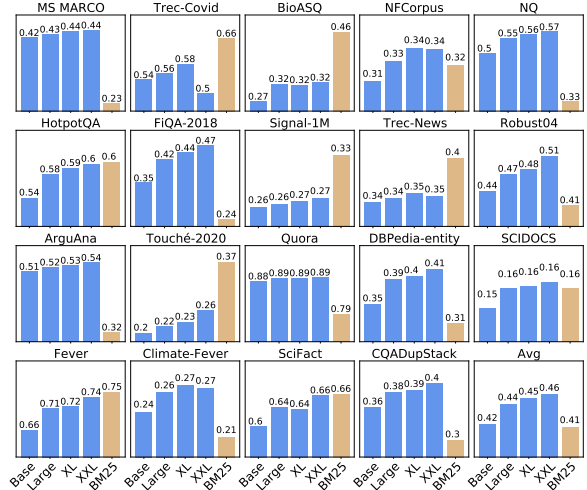 MS MARCO
0.42 0.43 0.44 0.44 0.23
Trec-Covid
0.54 0.56 0.58 0.5 0.66
BioASQ
0.27 0.32 0.32 0.32 0.46
NFCorpus
0.31 0.33 0.34 0.34 0.32
NQ
0.5 0.55 0.56 0.57 0.33
HotpotQA
0.54 0.58 0.59 0.6 0.6
FiQA-2018
0.35 0.42 0.44 0.47 0.24
Signal-1M
0.26 0.26 0.27 0.27 0.33
Trec-News
0.34 0.34 0.35 0.35 0.4
Robust04
0.44 0.47 0.48 0.51 0.41
ArguAna
0.51 0.52 0.53 0.54 0.32
Touché-2020
0.2 0.22 0.23 0.26 0.37
Quora
0.88 0.89 0.89 0.89 0.79
DBPedia-entity
0.35 0.39 0.4 0.41 0.31
SCIDOCS
0.15 0.16 0.16 0.16 0.16
Fever
0.66 0.71 0.72 0.74 0.75
Climate-Fever
0.24 0.26 0.27 0.27 0.21
SciFact
0.6 0.64 0.64 0.66 0.66
CQADupStack
0.36 0.38 0.39 0.4 0.3
Avg
0.42 0.44 0.45 0.46 0.41
Base Large XL XXL BM25
Base Large XL XXL BM25
Base Large XL XXL BM25
Base Large XL XXL BM25
Base Large XL XXL BM25